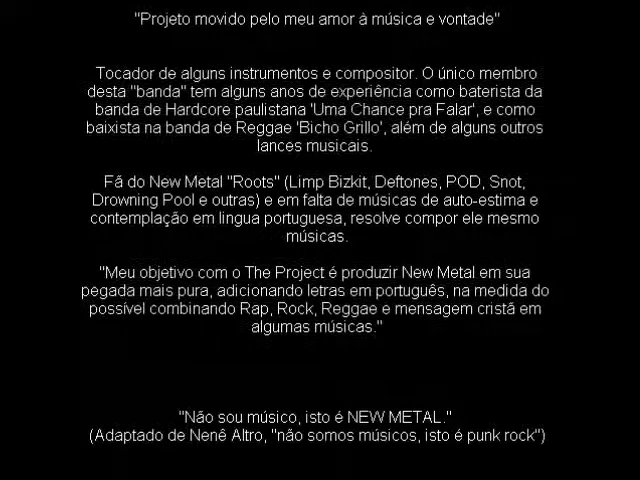 "Projeto movido pelo meu amor à música e vontade"
Tocador de alguns instrumentos e compositor. O único membro
desta "banda" tem alguns anos de experiência como baterista da
banda de Hardcore paulistana 'Uma Chance pra Falar', e como
baixista na banda de Reggae 'Bicho Grillo', além de alguns outros
lances musicais.
Fã do New Metal "Roots" (Limp Bizkit, Deftones, POD, Snot,
Drowning Pool e outras) e em falta de músicas de auto-estima e
contemplação em lingua portuguesa, resolve compor ele mesmo
músicas.
"Meu objetivo com o The Project é produzir New Metal em sua
pegada mais pura, adicionando letras em português, na medida do
possível combinando Rap, Rock, Reggae e mensagem cristã em
algumas músicas."
"Não sou músico, isto é NEW METAL."
(Adaptado de Nenê Altro, "não somos músicos, isto é punk rock")